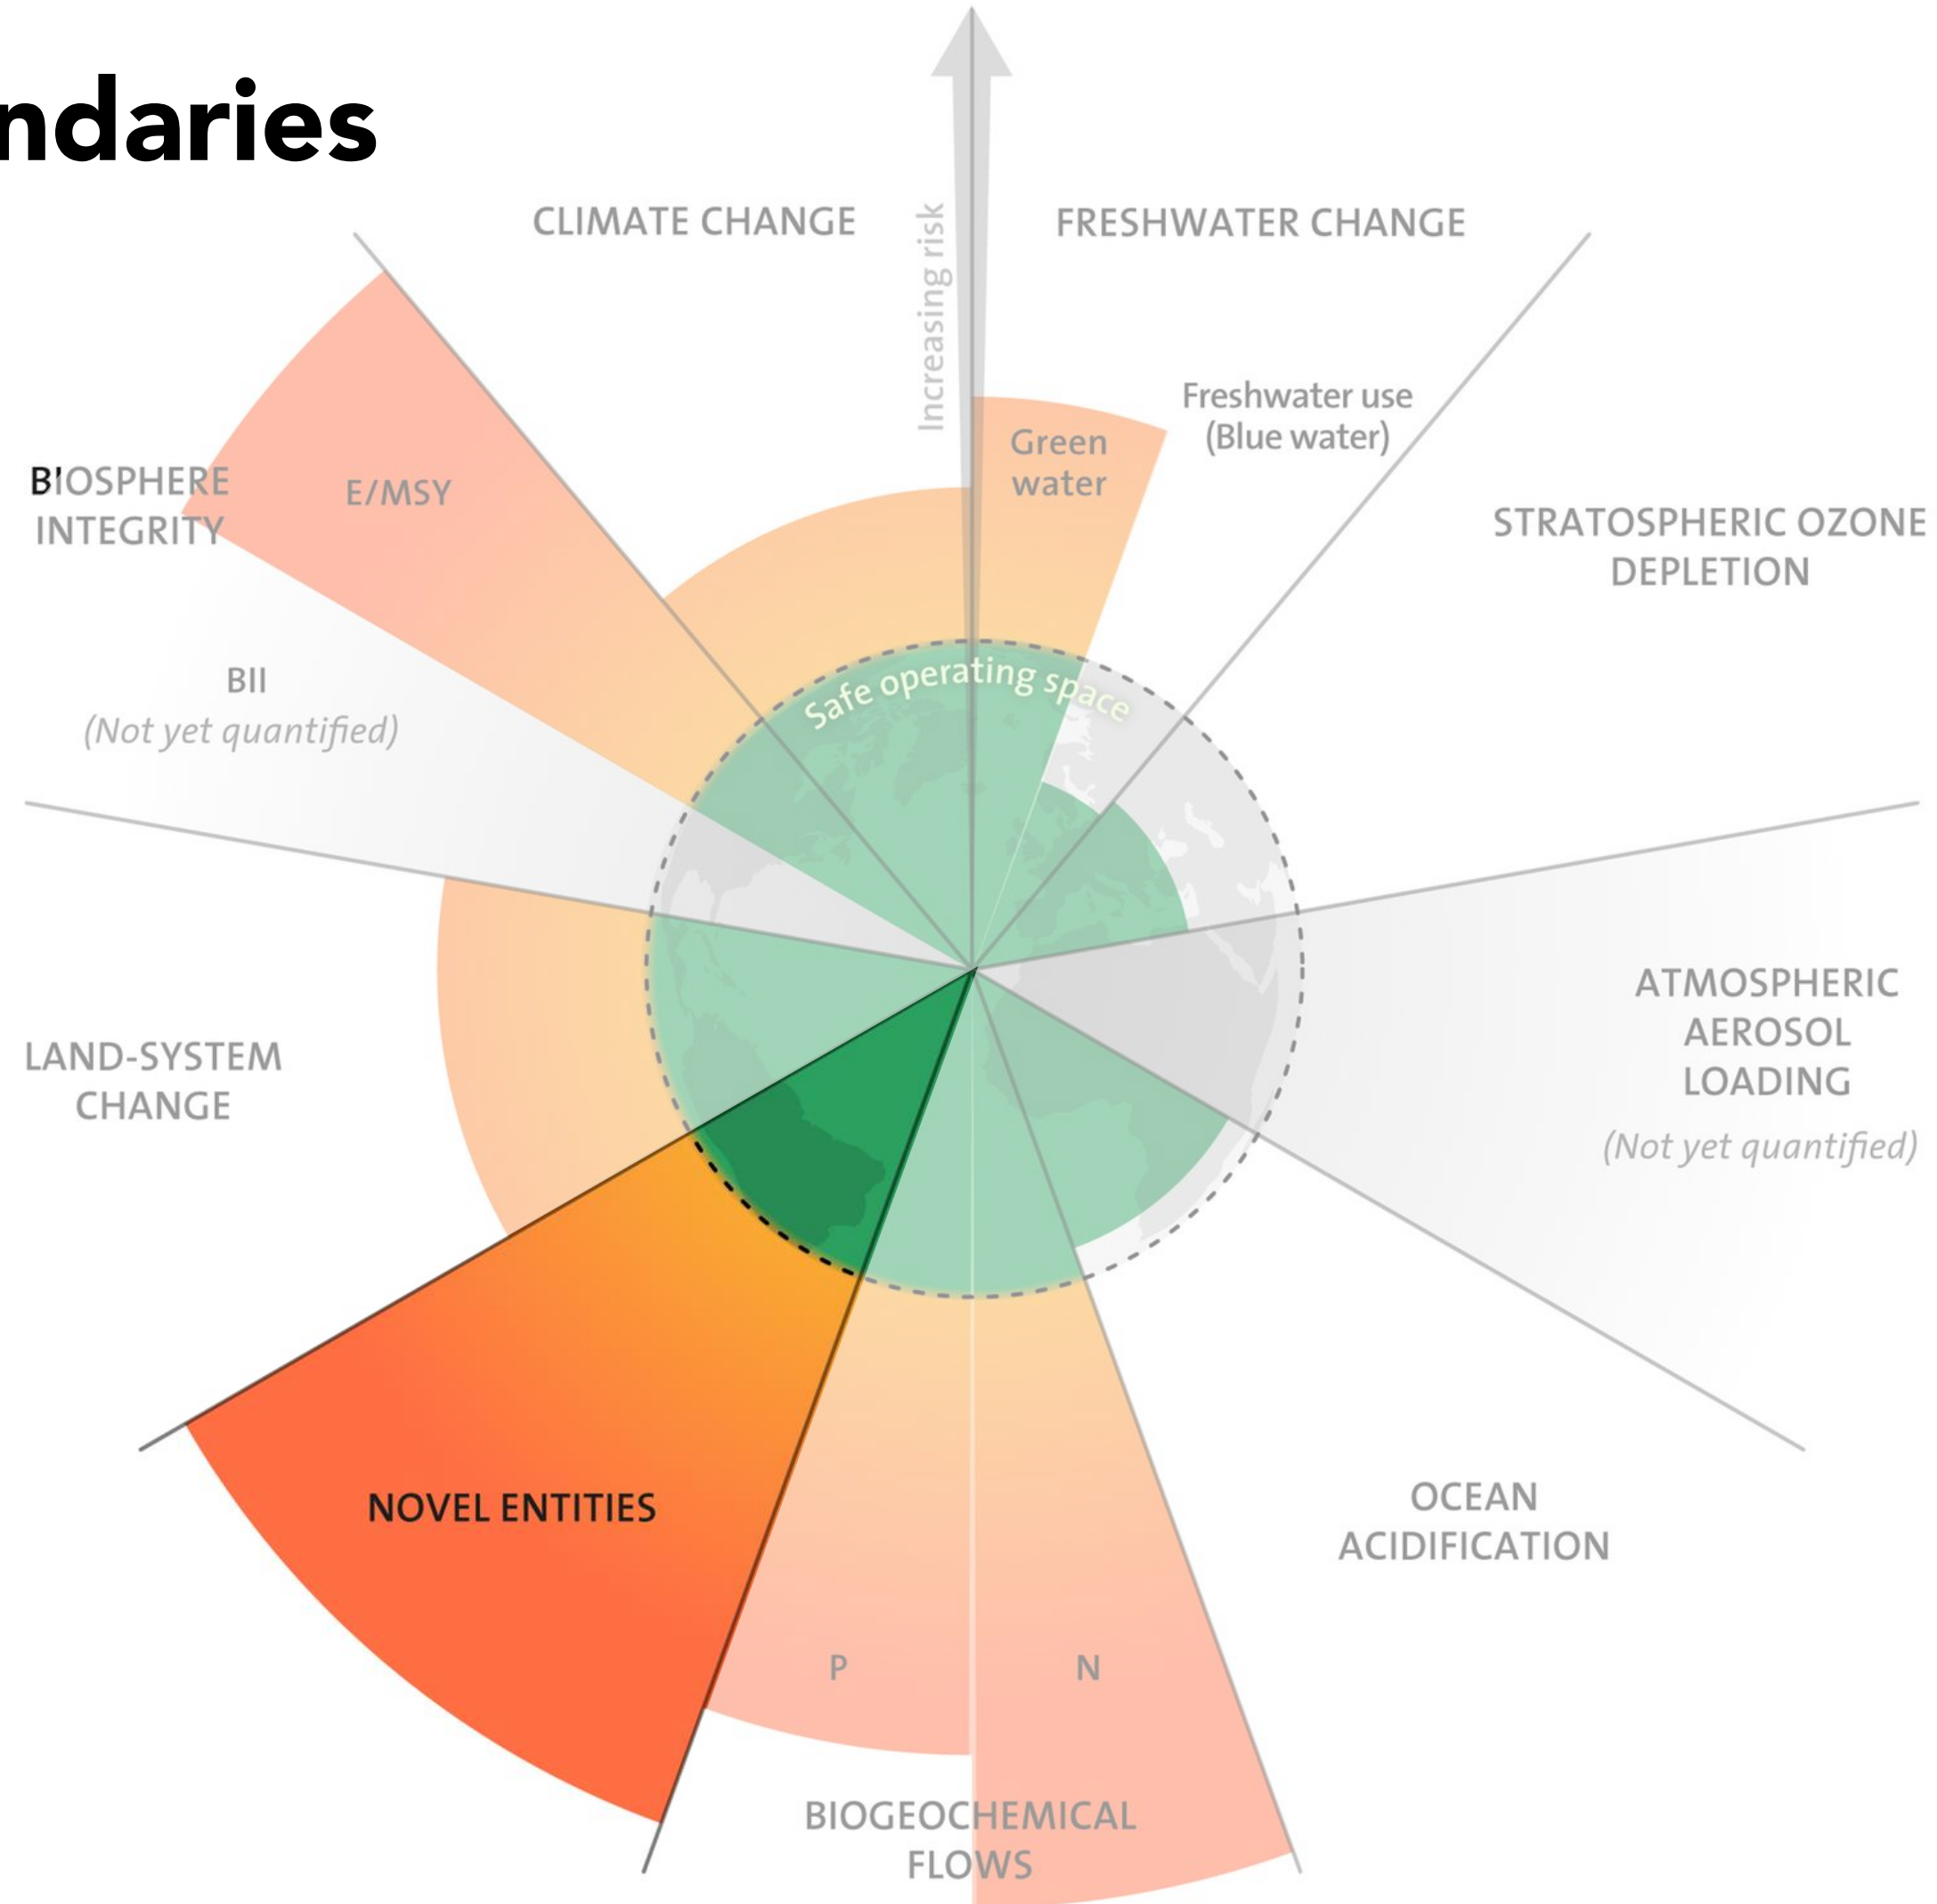 ndaries
CLIMATE CHANGE
Increasing risk
FRESHWATER CHANGE
Freshwater use
(Blue water)
Green
water
BIOSPHERE
INTEGRITY
E/MSY
STRATOSPHERIC OZONE
DEPLETION
BII
(Not yet quantified)
Safe operating space
ATMOSPHERIC
AEROSOL
LOADING
(Not yet quantified)
LAND-SYSTEM
CHANGE
NOVEL ENTITIES
OCEAN
ACIDIFICATION
P
N
BIOGEOCHEMICAL
FLOWS